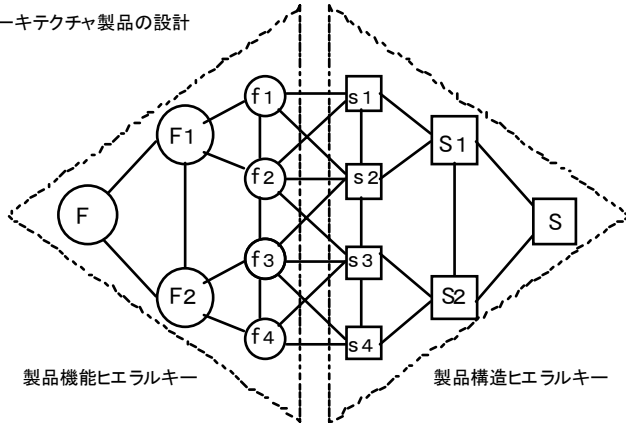 ーキテクチャ製品の設計
f1
s1
F1
S1
f2
s2
F
S
f3
s3
F2
S2
f4
s4
製品機能ヒエラルキー
製品構造ヒエラルキー